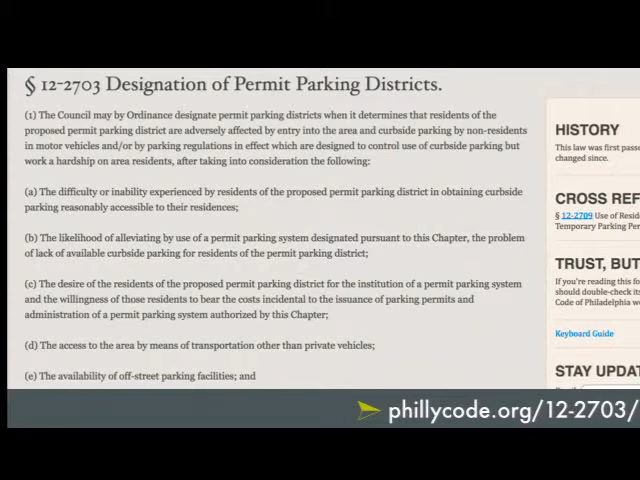 § 12-2703 Designation of Permit Parking Districts.
(1) The Council may by Ordinance designate permit parking districts when it determines that residents of the
proposed permit parking district are adversely affected by entry into the area and curbside parking by non-residents
in motor vehicles and/or by parking regulations in effect which are designed to control use of curbside parking but
work a hardship on area residents, after taking into consideration the following:
(a) The difficulty or inability experienced by residents of the proposed permit parking district in obtaining curbside
parking reasonably accessible to their residences;
(b) The likelihood of alleviating by use of a permit parking system designated pursuant to this Chapter, the problem
of lack of available curbside parking for residents of the permit parking district;
(c) The desire of the residents of the proposed permit parking district for the institution of a permit parking system
and the willingness of those residents to bear the costs incidental to the issuance of parking permits and
administration of a permit parking system authorized by this Chapter;
(d) The access to the area by means of transportation other than private vehicles;
(e) The availability of off-street parking facilities; and
HISTORY
This law was first passe
changed since.
CROSS REF
§ 12-2709 Use of Resid
Temporary Parking Per
TRUST, BUT
If you're reading this fo
should double-check its
Code of Philadelphia w
Keyboard Guide
STAY UPDA
phillycode.org/12-2703/